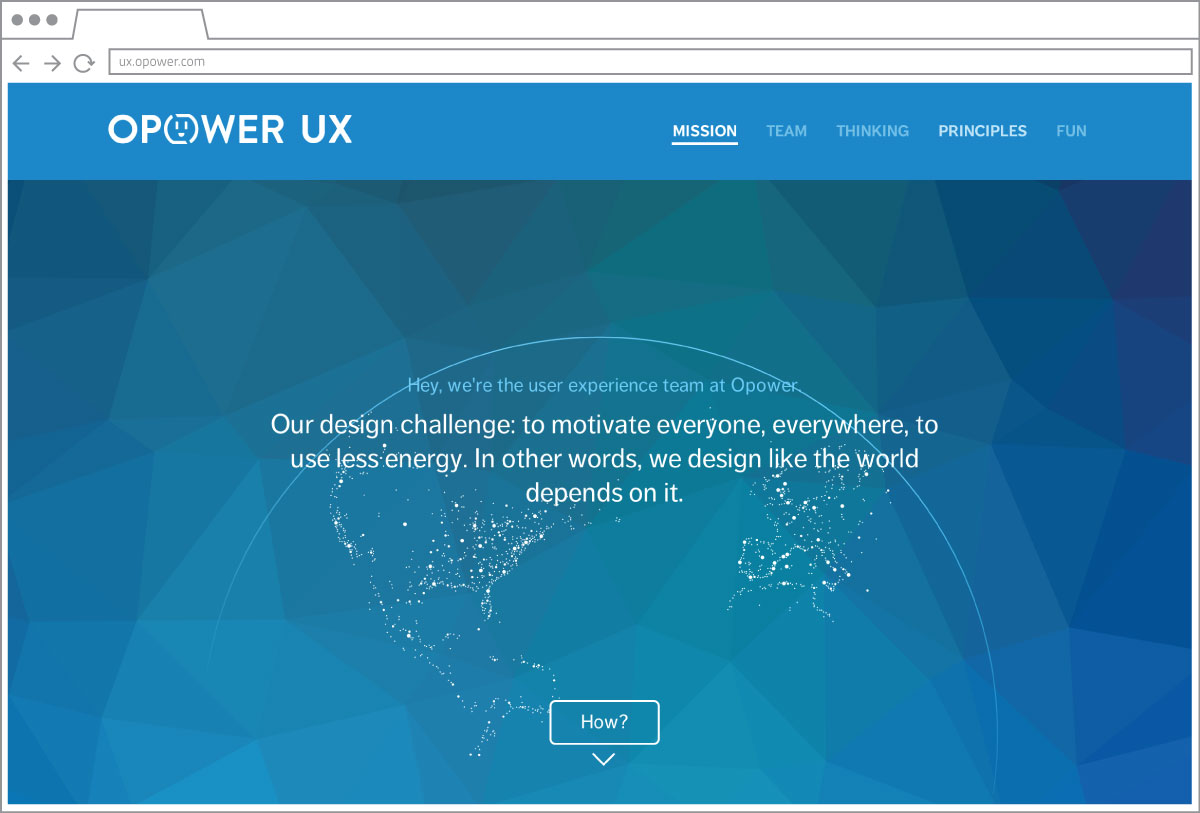 ux.opower.com
OPOWER UX
MISSION TEAM THINKING PRINCIPLES FUN
Hey, we're the user experience team at Opower.
Our design challenge: to motivate everyone, everywhere, to
use less energy. In other words, we design like the world
depends on it.
How?